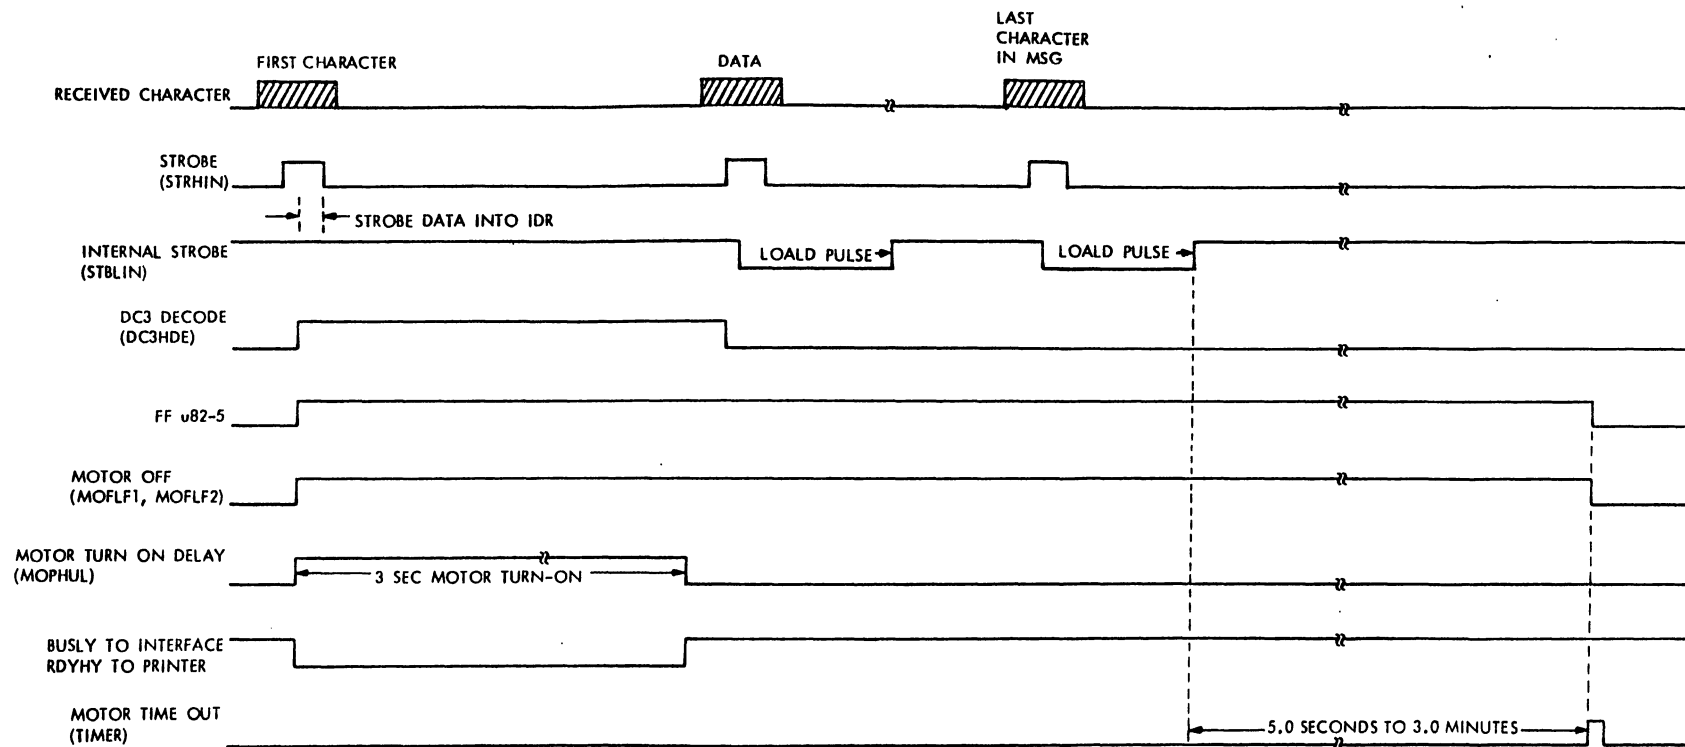 LAST
CHARACTER
IN MSG
FIRST CHARACTER
DATA
RECEIVED CHARACTER
STROBE
(STRHIN)
STROBE DATA INTO IDR
INTERNAL STROBE
(STBLIN)
LOALD PULSE
LOALD PULSE
DC3 DECODE
(DC3HDE)
FF u82-5
MOTOR OFF
(MOFLF1, MOFLF2)
MOTOR TURN ON DELAY
(MOPHUL)
3 SEC MOTOR TURN-ON
BUSLY TO INTERFACE
RDYHY TO PRINTER
MOTOR TIME OUT
(TIMER)
5.0 SECONDS TO 3.0 MINUTES